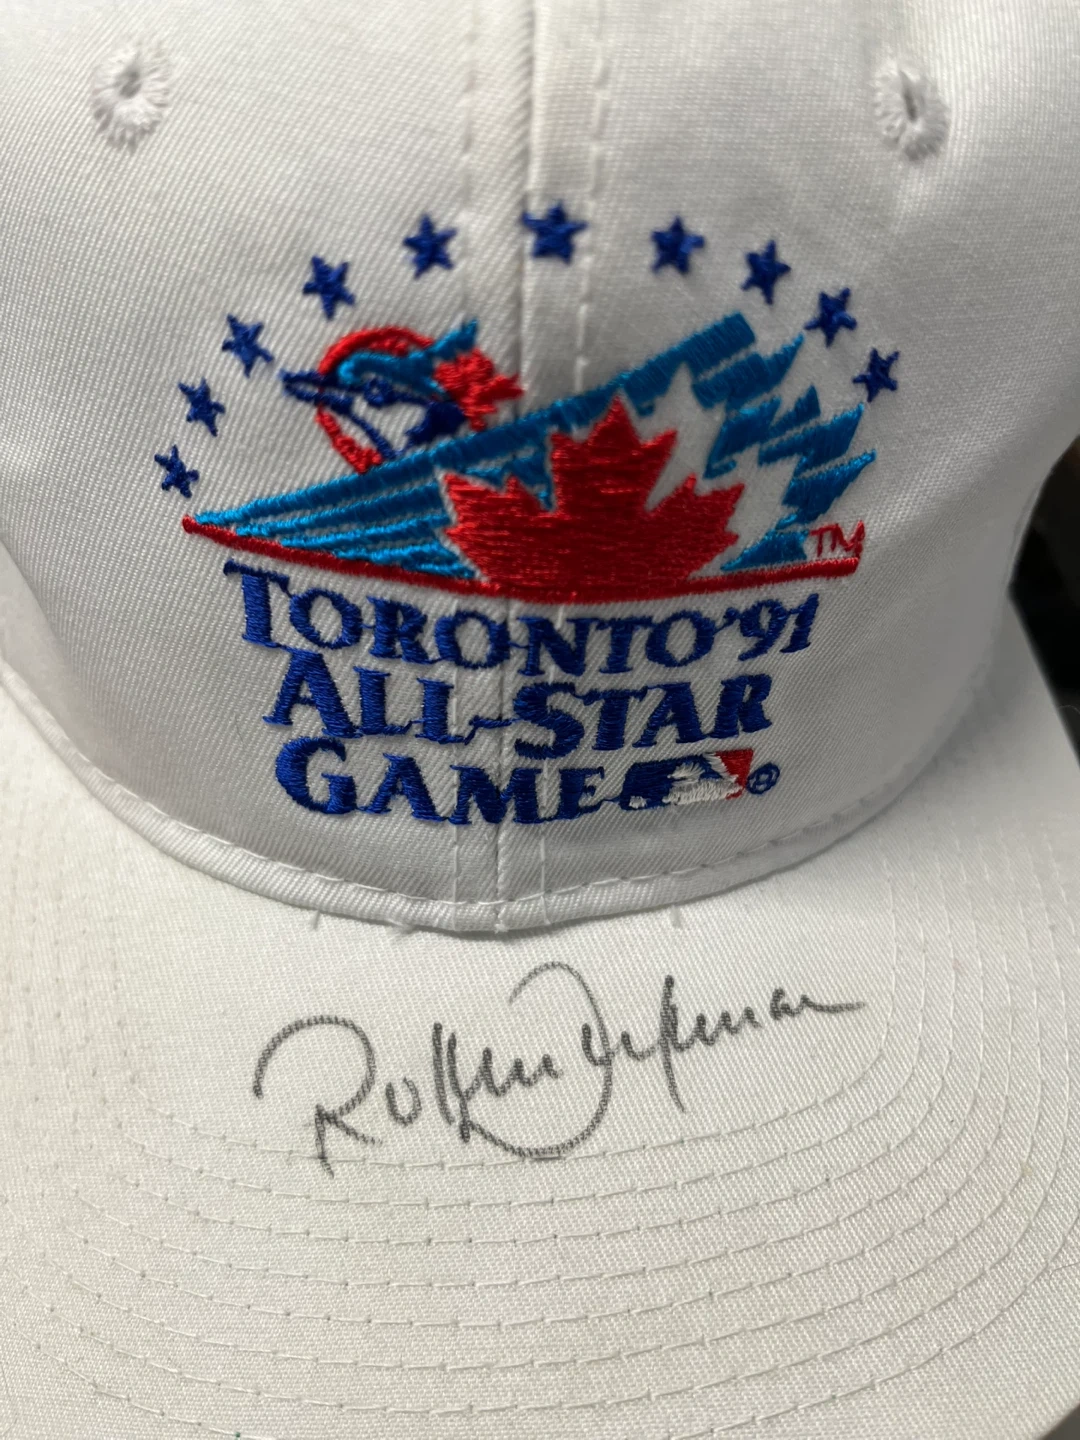 TM
TORONTO '91
ALL-STAR
GAME ®